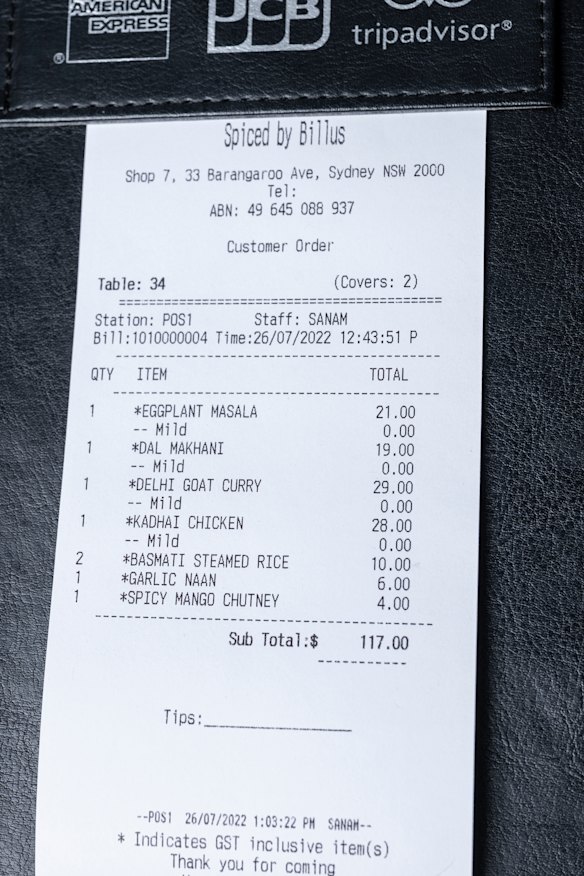 AMERICAN
EXPRESS
®
JCB
tripadvisor®
Spiced by Billus
Shop 7, 33 Barangaroo Ave, Sydney NSW 2000
Tel:
ABN: 49 645 088 937
Customer Order
Table: 34 (Covers: 2)
Station: POS1 Staff: SANAM
Bill:1010000004 Time:26/07/2022 12:43:51 P
QTY ITEM TOTAL
1 *EGGPLANT MASALA 21.00
-- Mild 0.00
1 *DAL MAKHANI 19.00
-- Mild 0.00
1 *DELHI GOAT CURRY 29.00
-- Mild 0.00
1 *KADHAI CHICKEN 28.00
-- Mild 0.00
2 *BASMATI STEAMED RICE 10.00
1 *GARLIC NAAN 6.00
1 *SPICY MANGO CHUTNEY 4.00
Sub Total:$ 117.00
Tips:
--POS1 26/07/2022 1:03:22 PM SANAM--
* Indicates GST inclusive item(s)
Thank you for coming